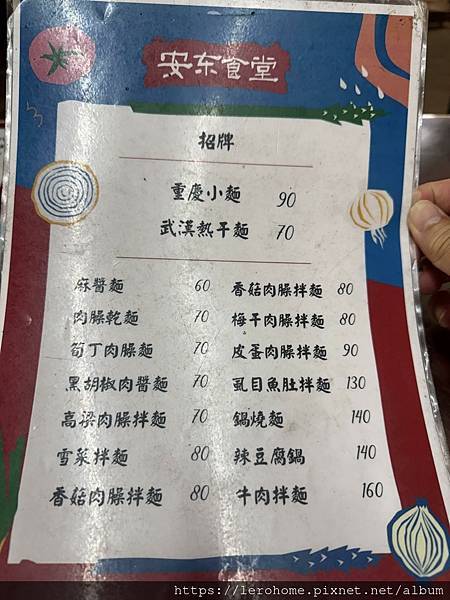 安东食堂
招牌
重慶小麵 90
武漢熱干麵 70
麻醬麵 60
肉臊乾麵 70
筍丁肉臊麵 70
黑胡椒肉醬麵 70
高梁肉臊拌麵 70
雪菜拌麵 80
香菇肉臊拌麵 80
香菇肉臊拌麵 80
梅干肉臊拌麵 80
皮蛋肉臊拌麵 90
虱目魚肚拌麵 130
鍋燒麵 140
辣豆腐鍋 140
牛肉拌麵 160
https://lerohome.pixnet.net/album